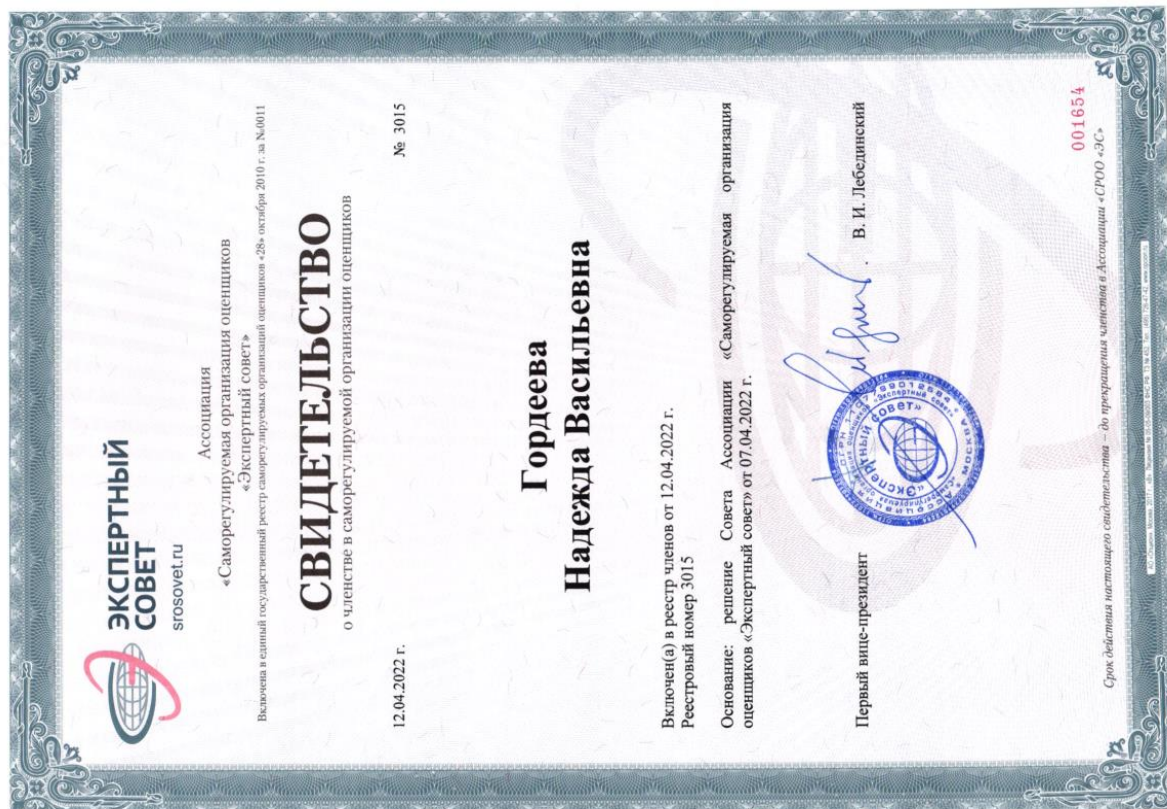 ЭКСПЕРТНЫЙ
СОВЕТ
srosovet.ru
Ассоциация
«Саморегулируемая организация оценщиков
«Экспертный совет»
Включена в единый государственный реестр саморегулируемых организаций оценщиков «28» октября 2010 г. за №0011
СВИДЕТЕЛЬСТВО
о членстве в саморегулируемой организации оценщиков
12.04.2022 г. № 3015
Гордеева
Надежда Васильевна
Включен(а) в реестр членов от 12.04.2022 г.
Реестровый номер 3015
Основание: решение Совета Ассоциации «Саморегулируемая организация
оценщиков «Экспертный совет» от 07.04.2022 г.
Первый вице-президент В. И. Лебединский
«Экспертный совет»
МОСКВА
001654
Срок действия настоящего свидетельства – до прекращения членства в Ассоциации «СРОО «ЭС»